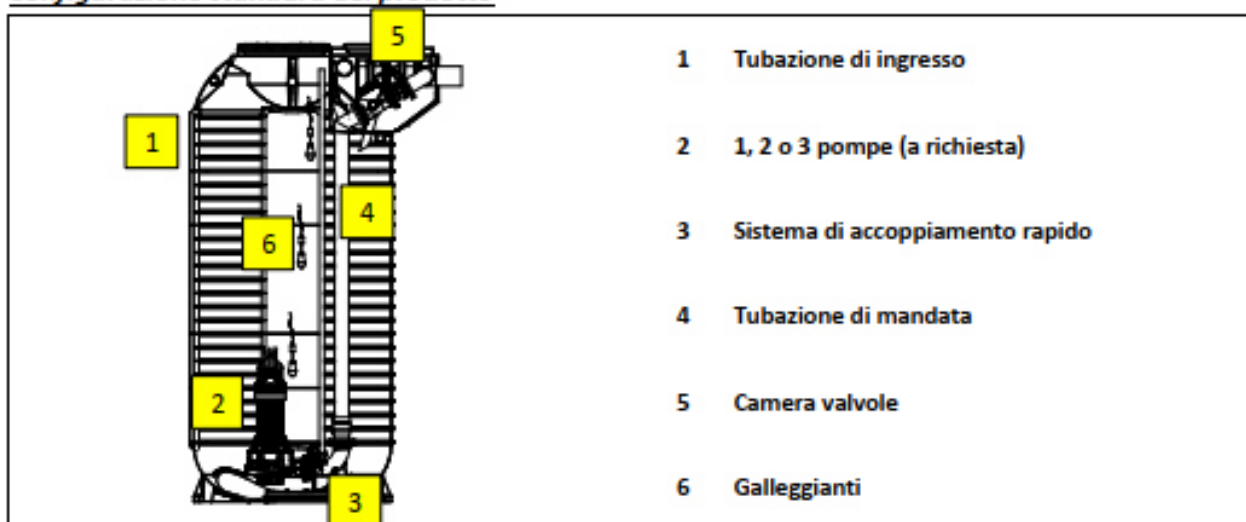 5
1
6
4
2
3
1 Tubazione di ingresso
2 1, 2 o 3 pompe (a richiesta)
3 Sistema di accoppiamento rapido
4 Tubazione di mandata
5 Camera valvole
6 Galleggianti